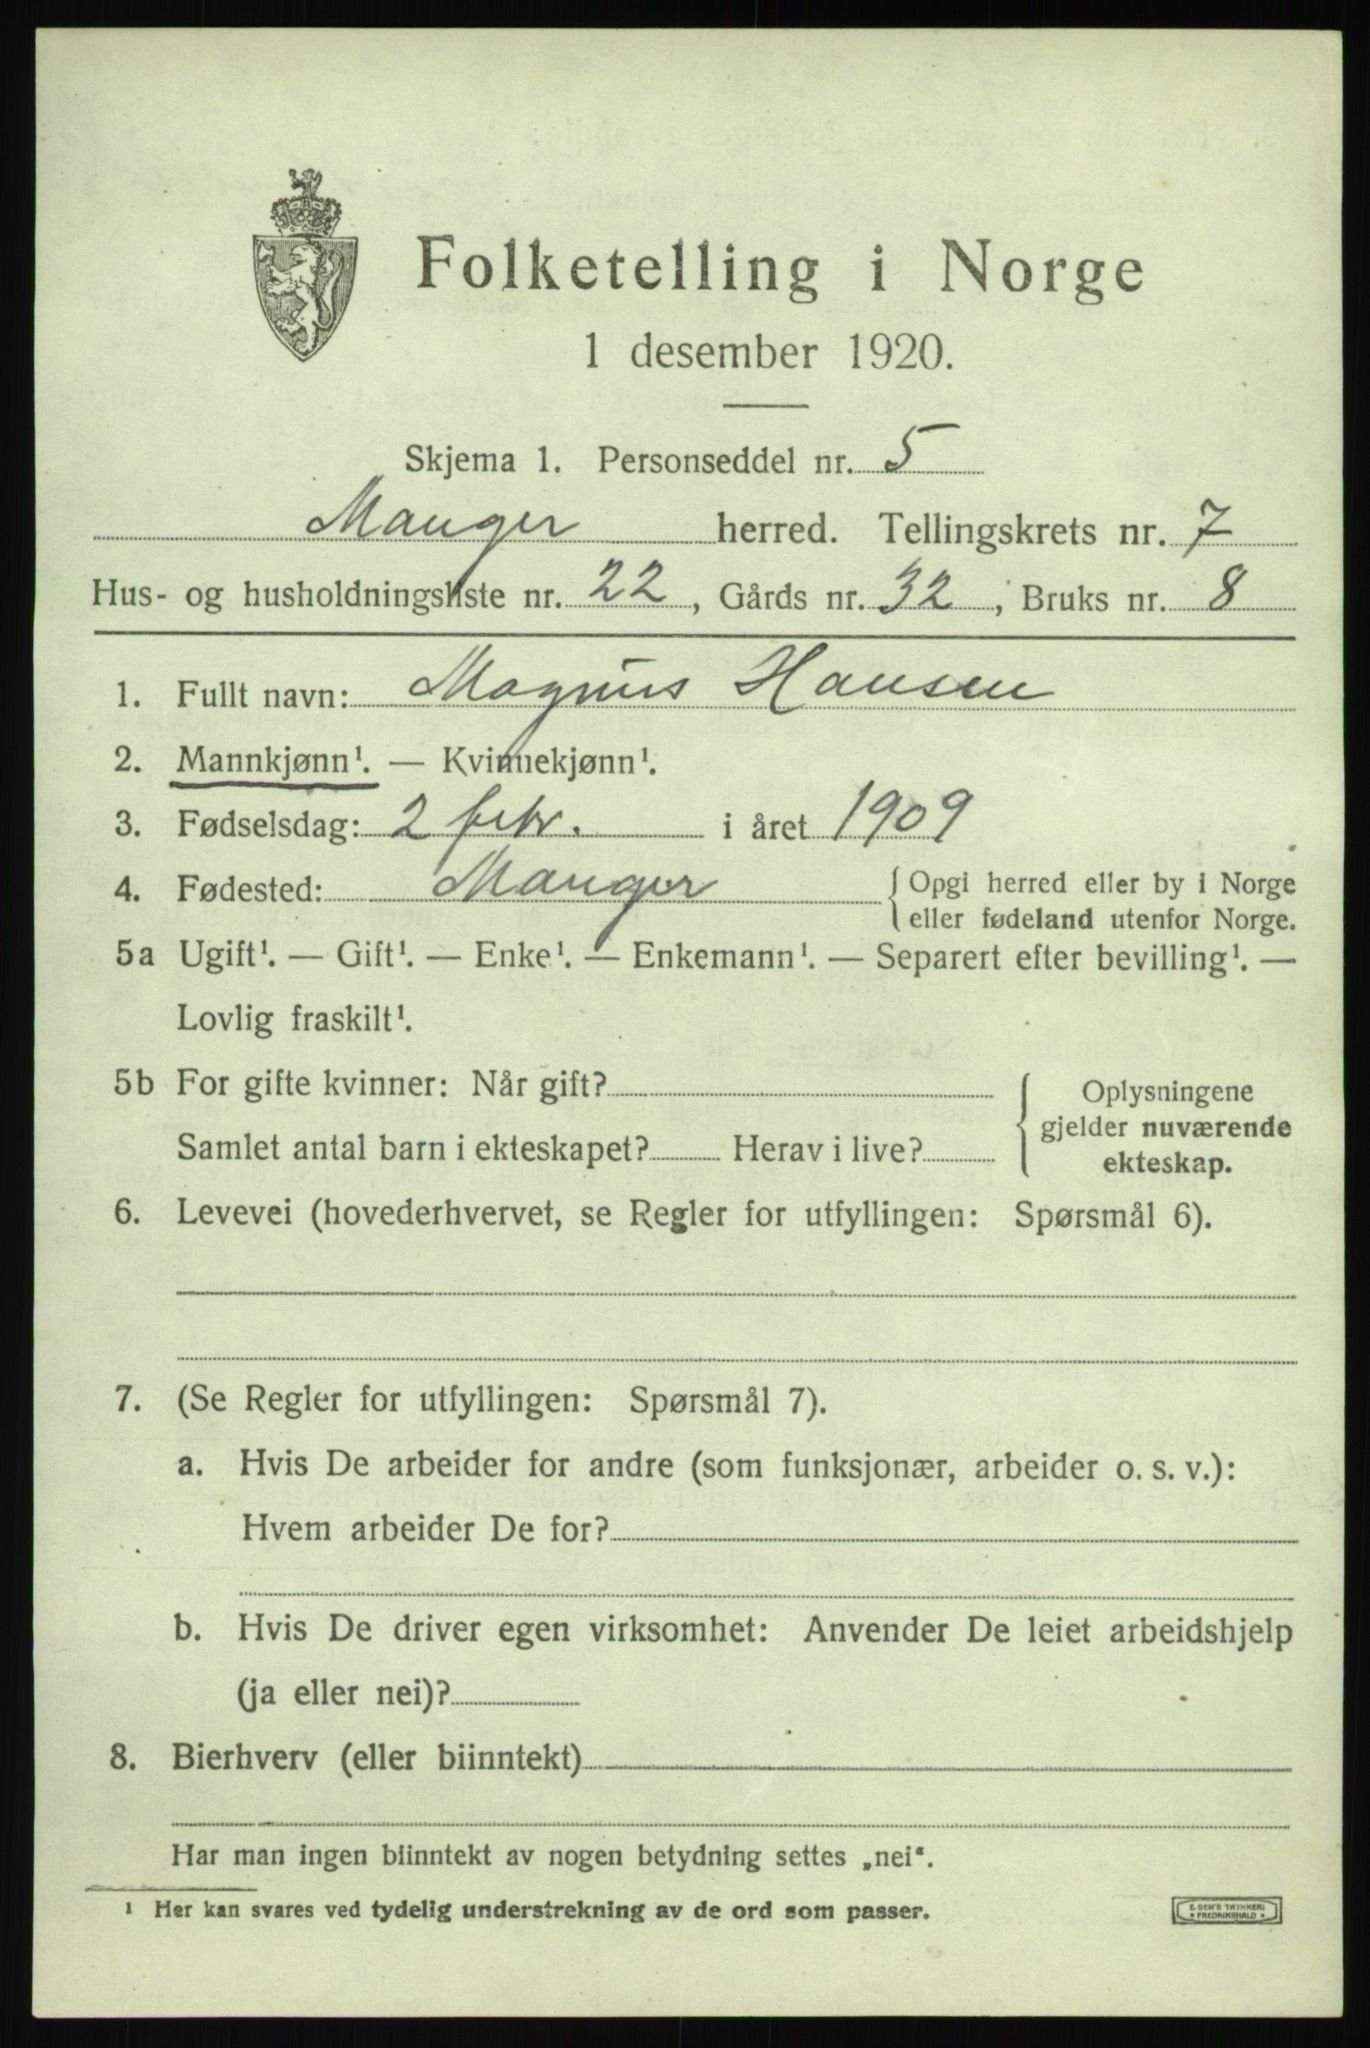 Folketelling i Norge
1 desember 1920.
Skjema 1. Personseddel nr. 5
Manger herred. Tellingskrets nr. 7
Hus- og husholdningsliste nr. 22, Gårds nr. 32, Bruks nr. 8
1. Fullt navn: Magnus Hansen
2. Mannkjønn¹. — Kvinnekjønn¹.
3. Fødselsdag: 2 febr. i året 1909
4. Fødested: Manger { Opgi herred eller by i Norge
eller fødeland utenfor Norge.
5a Ugift¹. — Gift¹. — Enke¹. — Enkemann¹. — Separert efter bevilling¹. —
Lovlig fraskilt¹.
5b For gifte kvinner: Når gift? { Oplysningene
gjelder nuværende
Samlet antal barn i ekteskapet? Herav i live?
ekteskap.
6. Levevei (hovederhvervet, se Regler for utfyllingen: Spørsmål 6).
7. (Se Regler for utfyllingen: Spørsmål 7).
a. Hvis De arbeider for andre (som funksjonær, arbeider o. s. v.):
Hvem arbeider De for?
b. Hvis De driver egen virksomhet: Anvender De leiet arbeidshjelp
(ja eller nei)?
8. Bierhverv (eller biinntekt)
Har man ingen biinntekt av nogen betydning settes „nei".
¹ Her kan svares ved tydelig understrekning av de ord som passer.
E. SEM'S TRYKKERI
* FREDRIKSHALD *